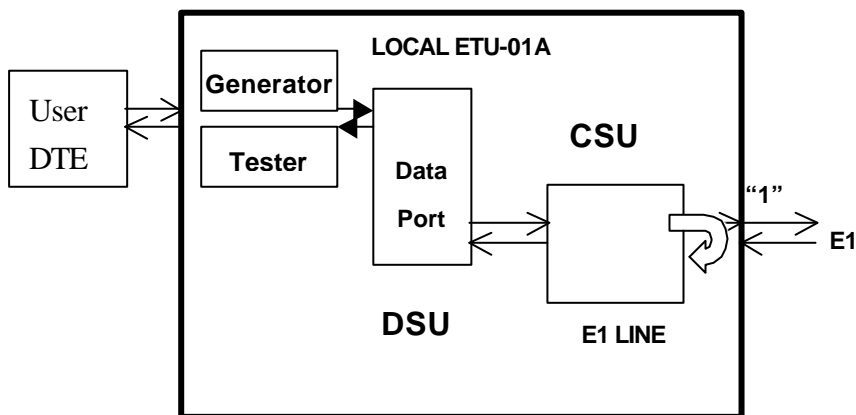 LOCAL ETU-01A
Generator
User
DTE
Tester
CSU
Data
Port
“1”
E1
DSU
E1 LINE